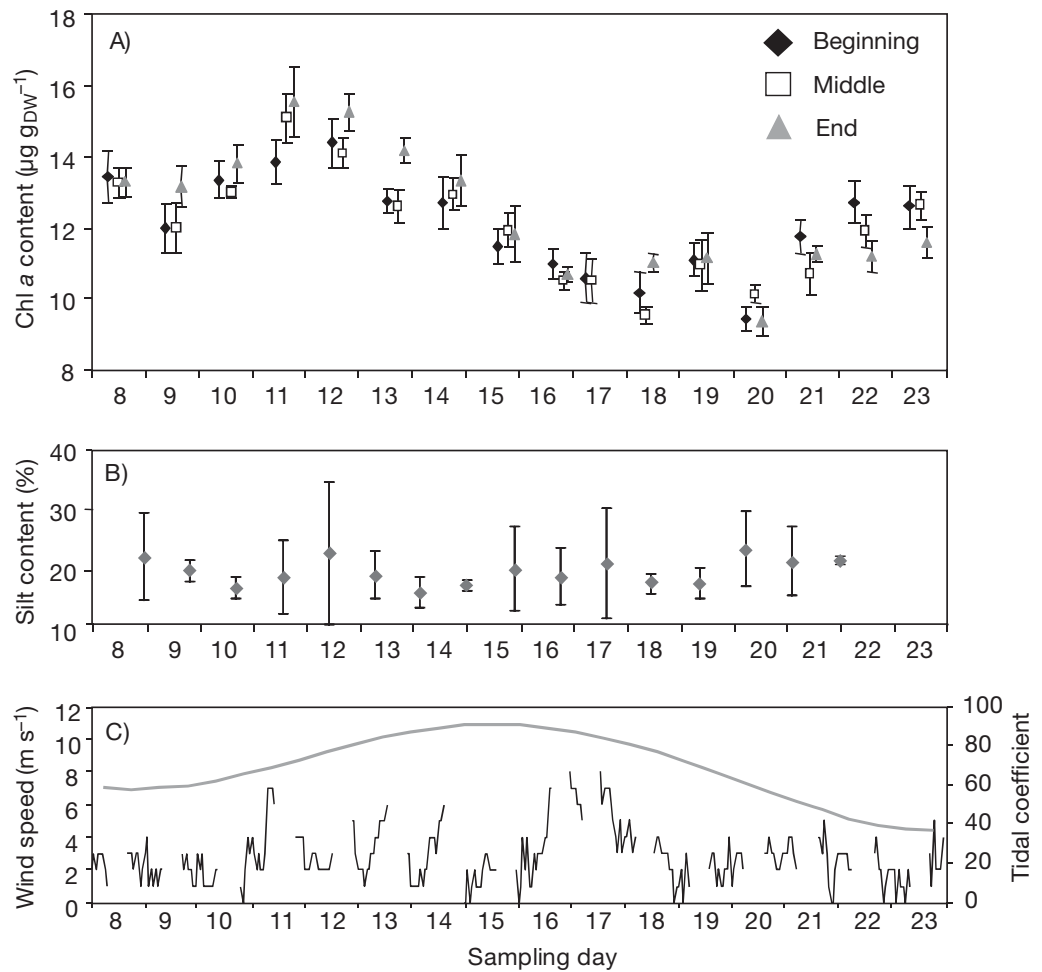 18
16
14
12
10
8
Chl a content (µg gDW⁻¹)
A)
Beginning
Middle
End
8 9 10 11 12 13 14 15 16 17 18 19 20 21 22 23
40
30
20
10
Silt content (%)
B)
8 9 10 11 12 13 14 15 16 17 18 19 20 21 22 23
12
10
8
6
4
2
0
Wind speed (m s⁻¹)
C)
100
80
60
40
20
0
Tidal coefficient
8 9 10 11 12 13 14 15 16 17 18 19 20 21 22 23
Sampling day